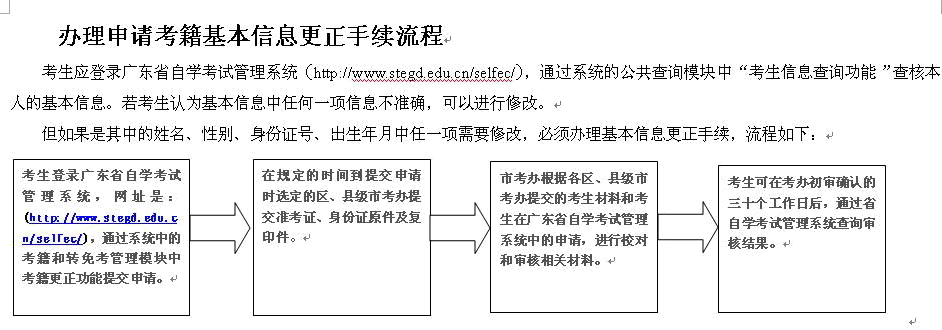 办理申请考籍基本信息更正手续流程
考生应登录广东省自学考试管理系统（http://www.stegd.edu.cn/selfec/），通过系统的公共查询模块中“考生信息查询功能 ”查核本
人的基本信息。若考生认为基本信息中任何一项信息不准确，可以进行修改。
但如果是其中的姓名、性别、身份证号、出生年月中任一项需要修改，必须办理基本信息更正手续，流程如下：
考生登录广东省自学考试
管理系统，网址是：
(http://www.stegd.edu.c
n/selfec/)，通过系统中的
考籍和转免考管理模块中
考籍更正功能提交申请。
在规定的时间到提交申请
时选定的区、县级市考办提
交准考证、身份证原件及复
印件。
市考办根据各区、县级市
考办提交的考生材料和考
生在广东省自学考试管理
系统中的申请，进行校对
和审核相关材料。
考生可在考办初审确认的
三十个工作日后，通过省
自学考试管理系统查询审
核结果。